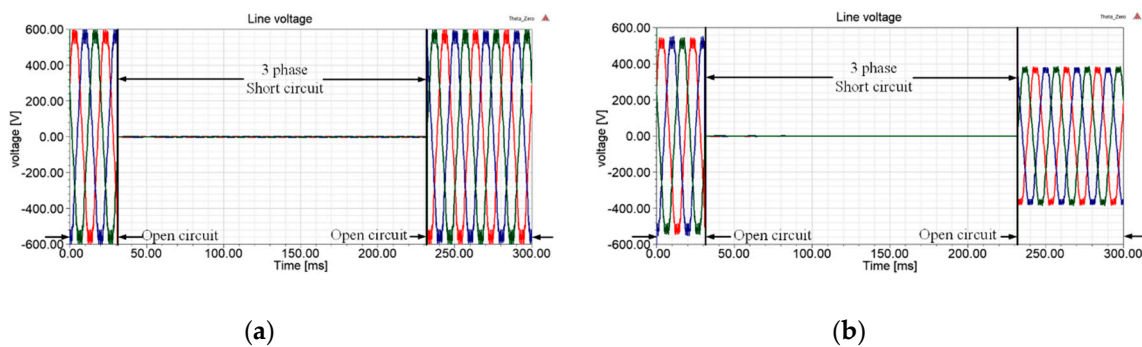 Line voltage
Theta_Zero
600.00
400.00
200.00
0.00
-200.00
-400.00
-600.00
voltage [V]
3 phase
Short circuit
Open circuit
Open circuit
0.00
50.00
100.00
150.00
200.00
250.00
300.00
Time [ms]
(a)
Line voltage
Theta_Zero
600.00
400.00
200.00
0.00
-200.00
-400.00
-600.00
voltage [V]
3 phase
Short circuit
Open circuit
Open circuit
0.00
50.00
100.00
150.00
200.00
250.00
300.00
Time [ms]
(b)